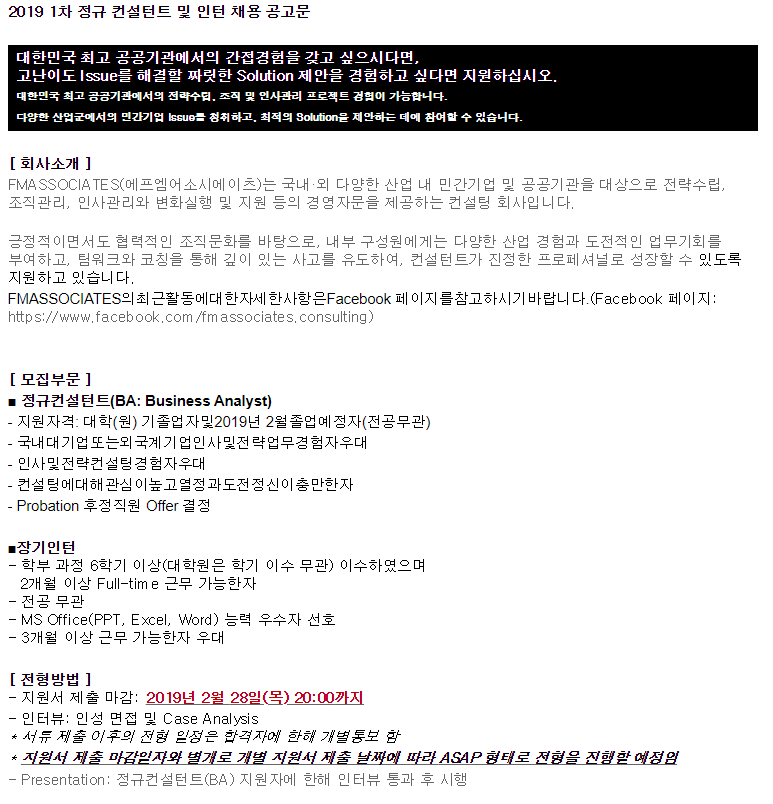 2019 1차 정규 컨설턴트 및 인턴 채용 공고문
대한민국 최고 공공기관에서의 간접경험을 갖고 싶으시다면,
고난이도 Issue를 해결할 짜릿한 Solution 제안을 경험하고 싶다면 지원하십시오.
대한민국 최고 공공기관에서의 전략수립, 조직 및 인사관리 프로젝트 경험이 가능합니다.
다양한 산업군에서의 민간기업 Issue를 청취하고, 최적의 Solution을 제안하는 데에 참여할 수 있습니다.
[ 회사소개 ]
FMASSOCIATES(에프엠어소시에이츠)는 국내·외 다양한 산업 내 민간기업 및 공공기관을 대상으로 전략수립,
조직관리, 인사관리와 변화실행 및 지원 등의 경영자문을 제공하는 컨설팅 회사입니다.
긍정적이면서도 협력적인 조직문화를 바탕으로, 내부 구성원에게는 다양한 산업 경험과 도전적인 업무기회를
부여하고, 팀워크와 코칭을 통해 깊이 있는 사고를 유도하여, 컨설턴트가 진정한 프로페셔널로 성장할 수 있도록
지원하고 있습니다.
FMASSOCIATES의최근활동에대한자세한사항은Facebook 페이지를참고하시기바랍니다.(Facebook 페이지:
https://www.facebook.com/fmassociates.consulting)
[ 모집부문 ]
■ 정규컨설턴트(BA: Business Analyst)
- 지원자격: 대학(원) 기졸업자및2019년 2월졸업예정자(전공무관)
- 국내대기업또는외국계기업인사및전략업무경험자우대
- 인사및전략컨설팅경험자우대
- 컨설팅에대해관심이높고열정과도전정신이충만한자
- Probation 후정직원 Offer 결정
■장기인턴
- 학부 과정 6학기 이상(대학원은 학기 이수 무관) 이수하였으며
2개월 이상 Full-time 근무 가능한자
- 전공 무관
- MS Office(PPT, Excel, Word) 능력 우수자 선호
- 3개월 이상 근무 가능한자 우대
[ 전형방법 ]
- 지원서 제출 마감: 2019년 2월 28일(목) 20:00까지
- 인터뷰: 인성 면접 및 Case Analysis
* 서류 제출 이후의 전형 일정은 합격자에 한해 개별통보 함
* 지원서 제출 마감일자와 별개로 개별 지원서 제출 날짜에 따라 ASAP 형태로 전형을 진행할 예정임
- Presentation: 정규컨설턴트(BA) 지원자에 한해 인터뷰 통과 후 시행